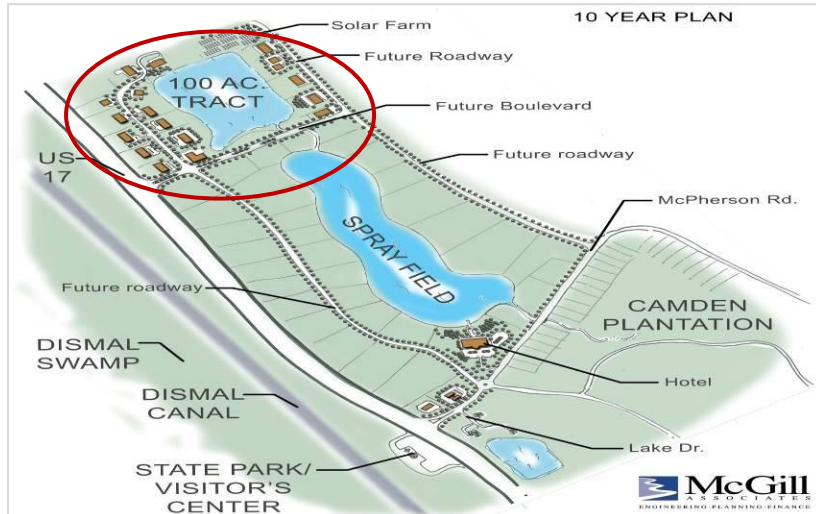 10 YEAR PLAN
Solar Farm
Future Roadway
100 AC.
TRACT
Future Boulevard
Future roadway
US
17
McPherson Rd.
SPRAY FIELD
CAMDEN
PLANTATION
Future roadway
DISMAL
SWAMP
Hotel
DISMAL
CANAL
Lake Dr.
STATE PARK/
VISITOR'S
CENTER
McGill
ASSOCIATES
ENGINEERING·PLANNING·FINANCE